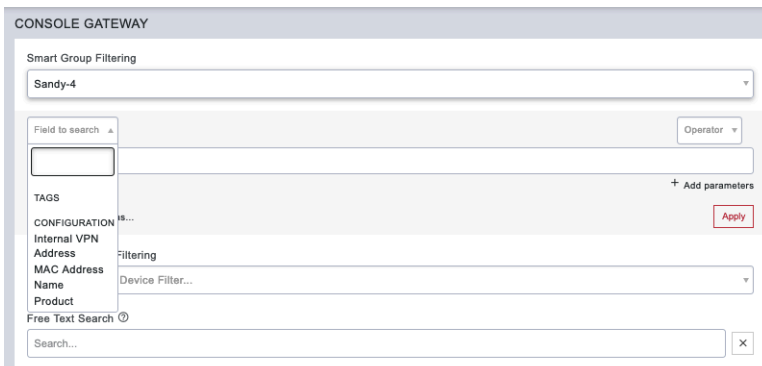 CONSOLE GATEWAY
Smart Group Filtering
Sandy-4
Field to search
Operator
+ Add parameters
TAGS
CONFIGURATION
Internal VPN
Address
MAC Address
Name
Product
Apply
Filtering
Device Filter...
Free Text Search
Search...